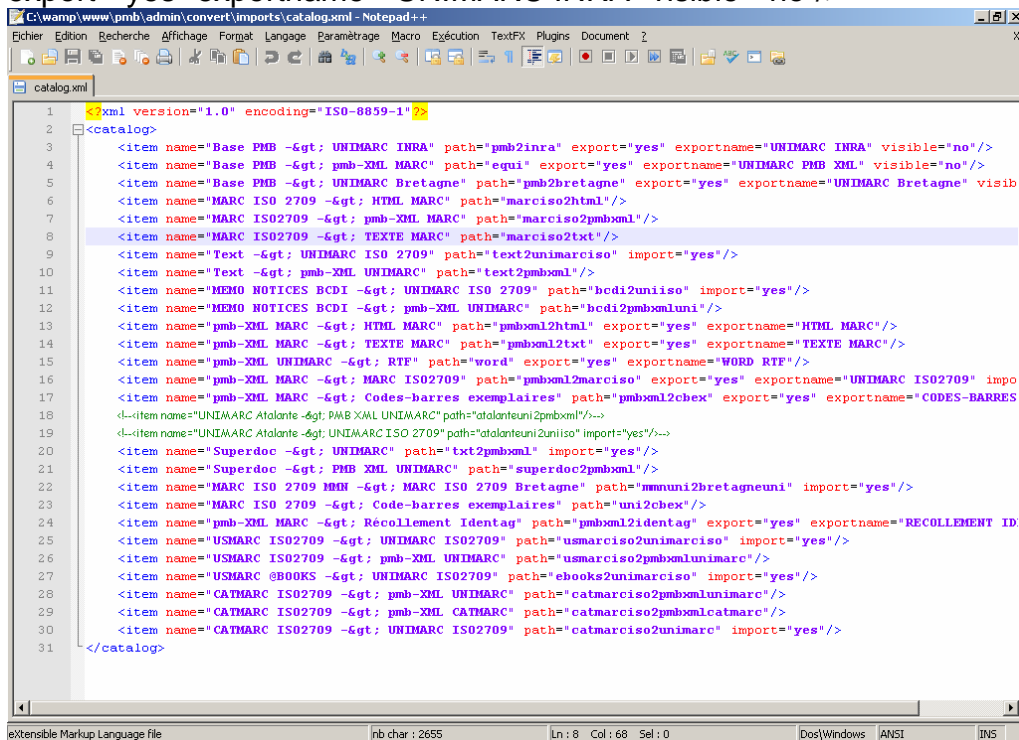 C:\wamp\www\pmb\admin\convert\imports\catalog.xml - Notepad++
Fichier Edition Recherche Affichage Format Langage Paramètrage Macro Exécution TextFX Plugins Document ? X
catalog.xml
1 <?xml version="1.0" encoding="ISO-8859-1"?>
2 <catalog>
3 <item name="Base PMB -&gt; UNIMARC INRA" path="pmb2inra" export="yes" exportname="UNIMARC INRA" visible="no"/>
4 <item name="Base PMB -&gt; pmb-XML MARC" path="equi" export="yes" exportname="UNIMARC PMB XML" visible="no"/>
5 <item name="Base PMB -&gt; UNIMARC Bretagne" path="pmb2bretagne" export="yes" exportname="UNIMARC Bretagne" visib
6 <item name="MARC ISO 2709 -&gt; HTML MARC" path="marciso2html"/>
7 <item name="MARC ISO2709 -&gt; pmb-XML MARC" path="marciso2pmbxml"/>
8 <item name="MARC ISO2709 -&gt; TEXTE MARC" path="marciso2txt"/>
9 <item name="Text -&gt; UNIMARC ISO 2709" path="text2unimarciso" import="yes"/>
10 <item name="Text -&gt; pmb-XML UNIMARC" path="text2pmbxml"/>
11 <item name="MEMO NOTICES BCDI -&gt; UNIMARC ISO 2709" path="bcdi2uniiso" import="yes"/>
12 <item name="MEMO NOTICES BCDI -&gt; pmb-XML UNIMARC" path="bcdi2pmbxmluni"/>
13 <item name="pmb-XML MARC -&gt; HTML MARC" path="pmbxml2html" export="yes" exportname="HTML MARC"/>
14 <item name="pmb-XML MARC -&gt; TEXTE MARC" path="pmbxml2txt" export="yes" exportname="TEXTE MARC"/>
15 <item name="pmb-XML UNIMARC -&gt; RTF" path="word" export="yes" exportname="WORD RTF"/>
16 <item name="pmb-XML MARC -&gt; MARC ISO2709" path="pmbxml2marciso" export="yes" exportname="UNIMARC ISO2709" impo
17 <item name="pmb-XML MARC -&gt; Codes-barres exemplaires" path="pmbxml2cbex" export="yes" exportname="CODES-BARRES
18 <!--<item name="UNIMARC Atalante -&gt; PMB XML UNIMARC" path="atalanteuni2pmbxml"/>-->
19 <!--<item name="UNIMARC Atalante -&gt; UNIMARC ISO 2709" path="atalanteuni2uniiso" import="yes"/>-->
20 <item name="Superdoc -&gt; UNIMARC" path="txt2pmbxml" import="yes"/>
21 <item name="Superdoc -&gt; PMB XML UNIMARC" path="superdoc2pmbxml"/>
22 <item name="MARC ISO 2709 MMN -&gt; MARC ISO 2709 Bretagne" path="mmnuni2bretagneuni" import="yes"/>
23 <item name="MARC ISO 2709 -&gt; Code-barres exemplaires" path="uni2cbex"/>
24 <item name="pmb-XML MARC -&gt; Récollement Identag" path="pmbxml2identag" export="yes" exportname="RECOLLEMENT ID
25 <item name="USMARC ISO2709 -&gt; UNIMARC ISO2709" path="usmarciso2unimarciso" import="yes"/>
26 <item name="USMARC ISO2709 -&gt; pmb-XML UNIMARC" path="usmarciso2pmbxmlunimarc"/>
27 <item name="USMARC @BOOKS -&gt; UNIMARC ISO2709" path="ebooks2unimarciso" import="yes"/>
28 <item name="CATMARC ISO2709 -&gt; pmb-XML UNIMARC" path="catmarciso2pmbxmlunimarc"/>
29 <item name="CATMARC ISO2709 -&gt; pmb-XML CATMARC" path="catmarciso2pmbxmlcatmarc"/>
30 <item name="CATMARC ISO2709 -&gt; UNIMARC ISO2709" path="catmarciso2unimarc" import="yes"/>
31 </catalog>
eXtensible Markup Language file nb char : 2655 Ln : 8 Col : 68 Sel : 0 Dos\Windows ANSI INS